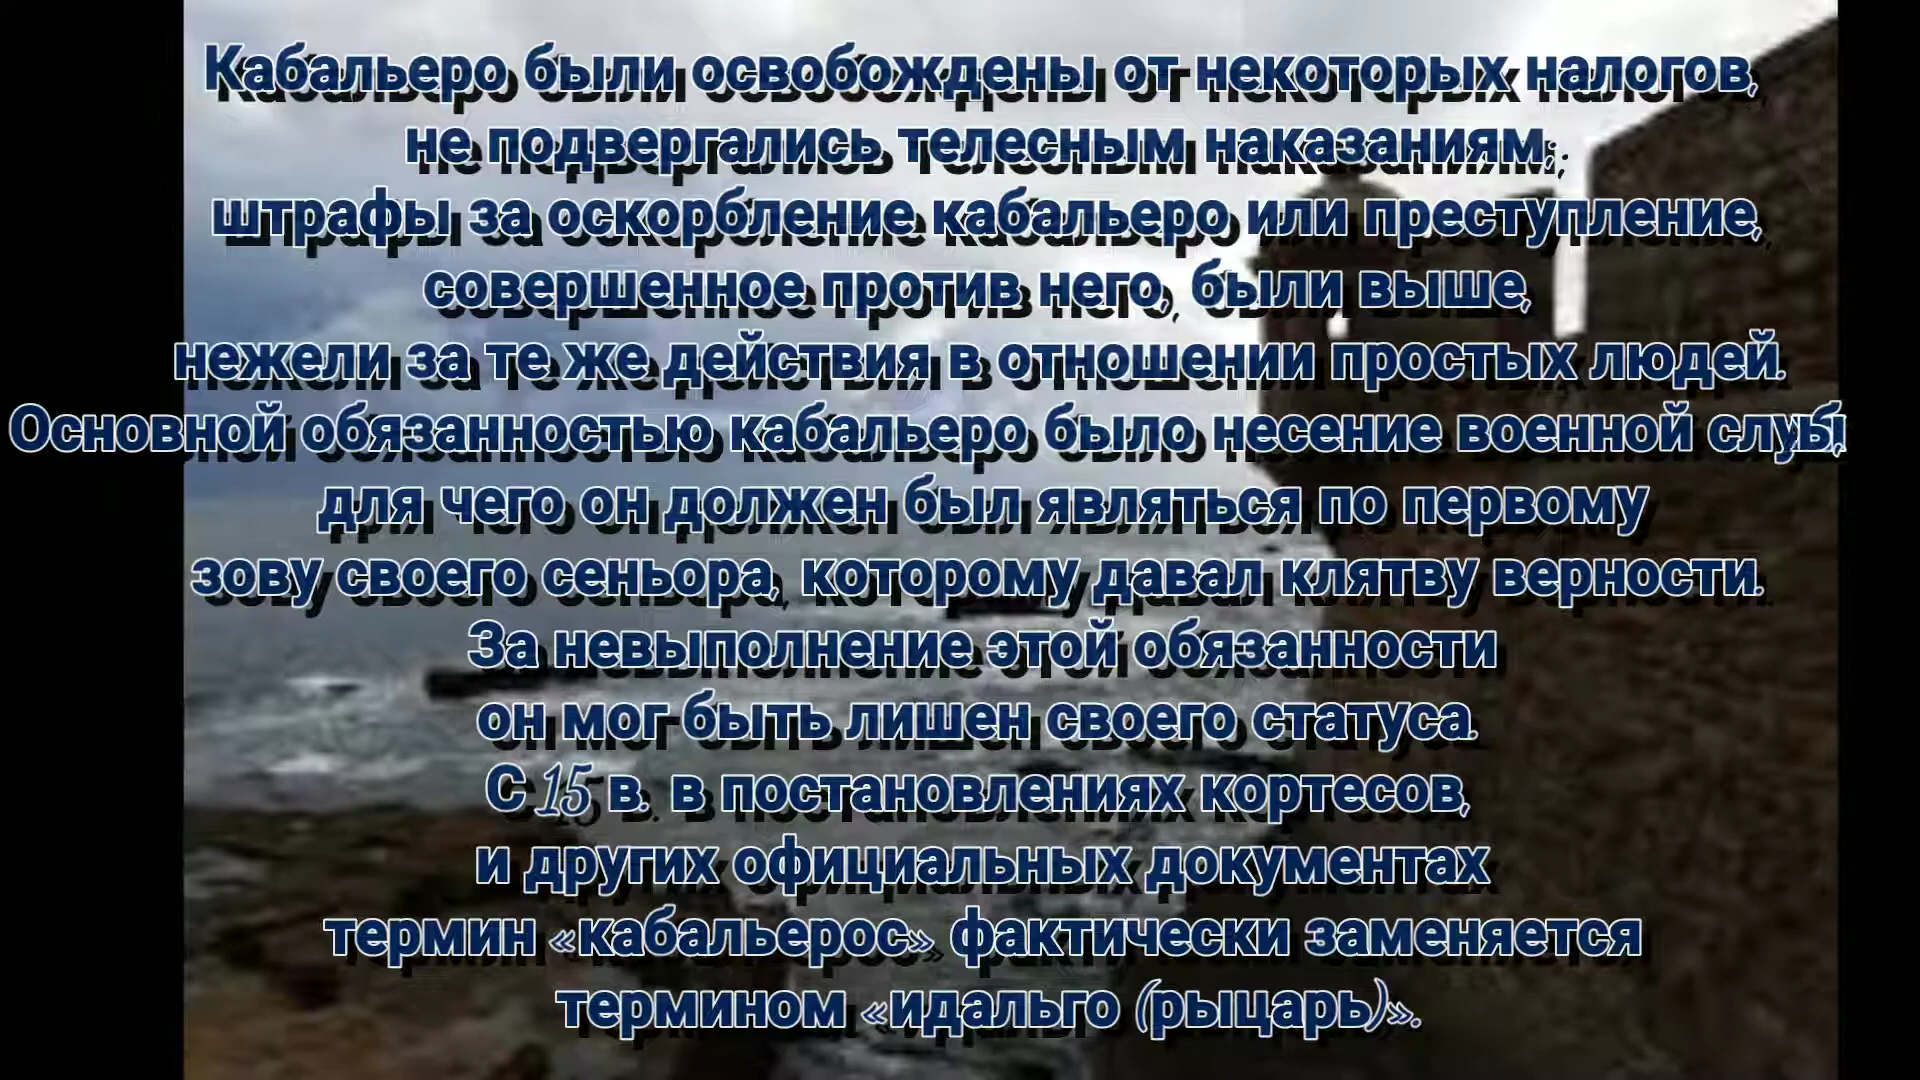 Кабальеро были освобождены от некоторых налогов,
не подвергались телесным наказаниям;
штрафы за оскорбление кабальеро или преступление,
совершенное против него, были выше,
нежели за те же действия в отношении простых людей.
Основной обязанностью кабальеро было несение военной
для чего он должен был являться по первому
зову своего сеньора, которому давал клятву верности.
За невыполнение этой обязанности
он мог быть лишен своего статуса.
С 15 в. в постановлениях кортесов,
и других официальных документах
термин «кабальерос» фактически заменяется
термином «идальго (рыцарь)».